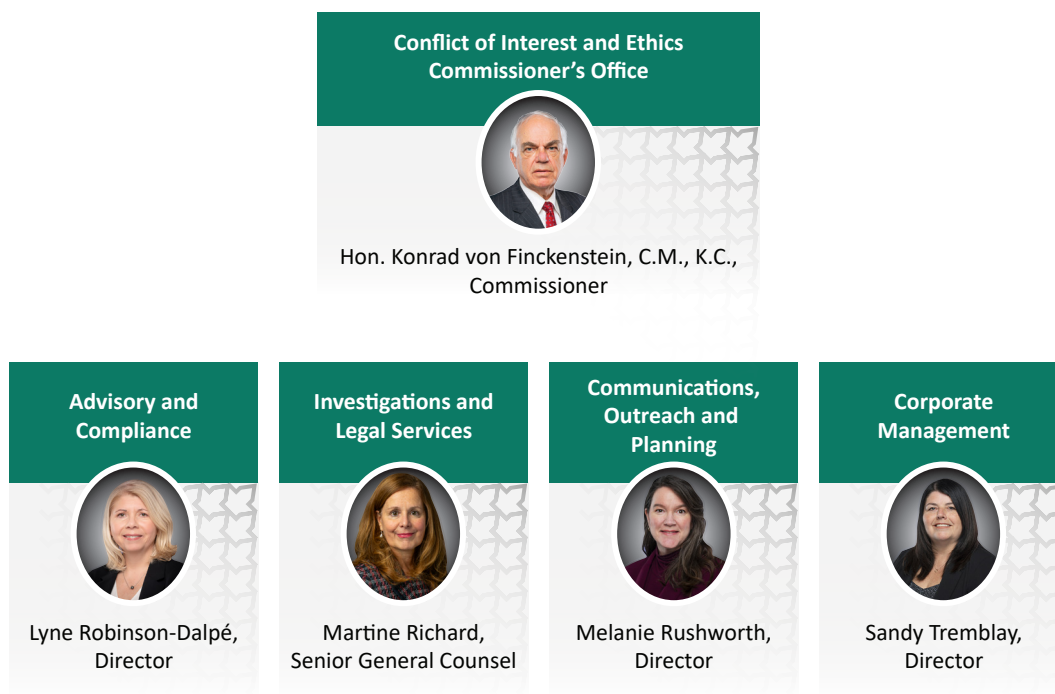 Conflict of Interest and Ethics
Commissioner's Office
Hon. Konrad von Finckenstein, C.M., K.C.,
Commissioner
Advisory and
Compliance
Lyne Robinson-Dalpé,
Director
Investigations and
Legal Services
Martine Richard,
Senior General Counsel
Communications,
Outreach and
Planning
Melanie Rushworth,
Director
Corporate
Management
Sandy Tremblay,
Director